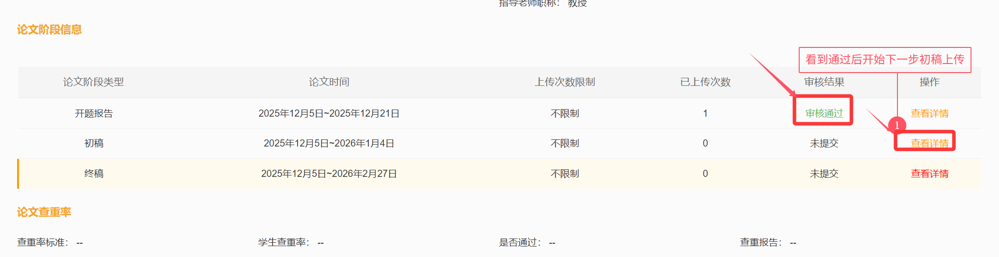 指导老师职称： 教授
论文阶段信息
看到通过后开始下一步初稿上传
论文阶段类型 论文时间 上传次数限制 已上传次数 审核结果 操作
开题报告 2025年12月5日~2025年12月21日 不限制 1 审核通过 查看详情
1
初稿 2025年12月5日~2026年1月4日 不限制 0 未提交 查看详情
终稿 2025年12月5日~2026年2月27日 不限制 0 未提交 查看详情
论文查重率
查重率标准： -- 学生查重率： -- 是否通过： -- 查重报告： --